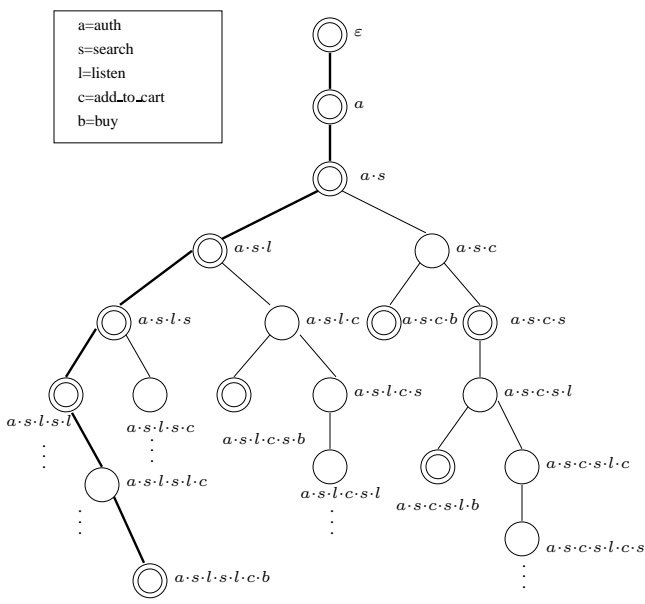 a=auth
s=search
l=listen
c=add_to_cart
b=buy
ε
a
a·s
a·s·l
a·s·c
a·s·l·s
a·s·l·c
a·s·c·b
a·s·c·s
a·s·l·s·l
a·s·l·s·c
a·s·l·c·s·b
a·s·l·c·s
a·s·c·s·l
a·s·l·s·l·c
a·s·l·c·s·l
a·s·c·s·l·b
a·s·c·s·l·c
a·s·c·s·l·c·s
a·s·l·s·l·c·b